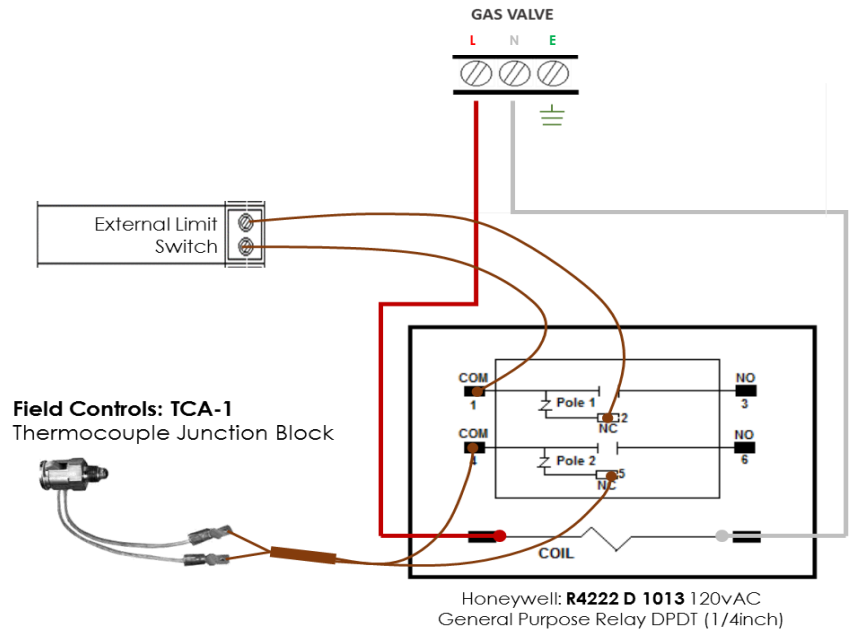 GAS VALVE
L N E
External Limit
Switch
COM
1
NO
3
Pole 1
2
NC
COM
4
NO
6
Pole 2
5
NC
COIL
Field Controls: TCA-1
Thermocouple Junction Block
Honeywell: R4222 D 1013 120vAC
General Purpose Relay DPDT (1/4inch)